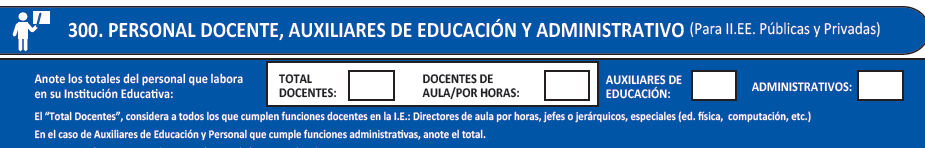 300. PERSONAL DOCENTE, AUXILIARES DE EDUCACIÓN Y ADMINISTRATIVO (Para II.EE. Públicas y Privadas)
Anote los totales del personal que labora en su Institución Educativa:
TOTAL DOCENTES:
DOCENTES DE AULA/POR HORAS:
AUXILIARES DE EDUCACIÓN:
ADMINISTRATIVOS:
El "Total Docentes", considera a todos los que cumplen funciones docentes en la I.E.: Directores de aula por horas, jefes o jerárquicos, especiales (ed. física, computación, etc.)
En el caso de Auxiliares de Educación y Personal que cumple funciones administrativas, anote el total.